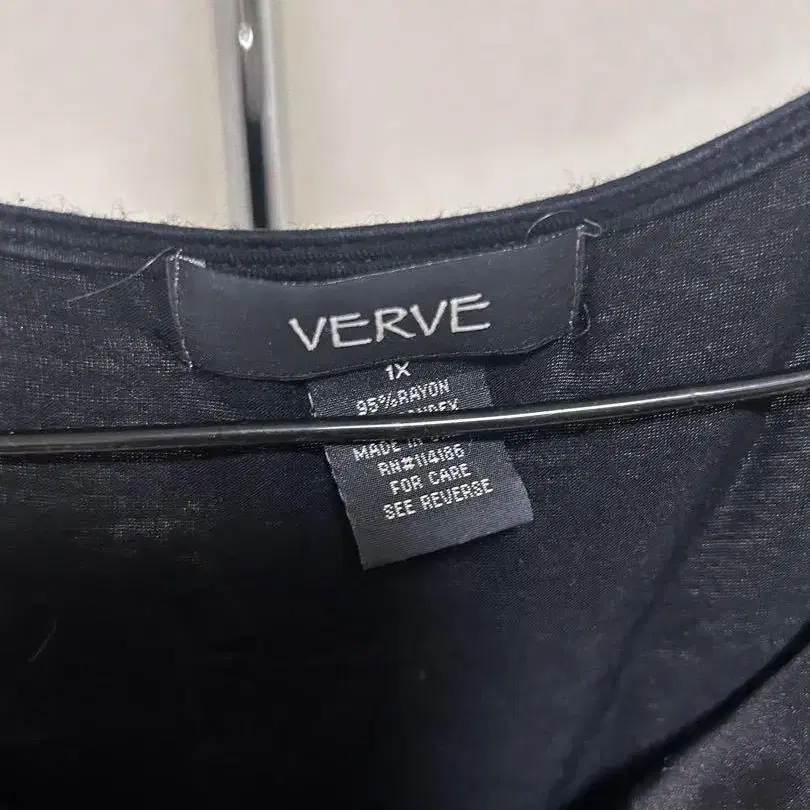 VERVE
1X
95% RAYON
MADE IN
RN#114186
FOR CARE
SEE REVERSE